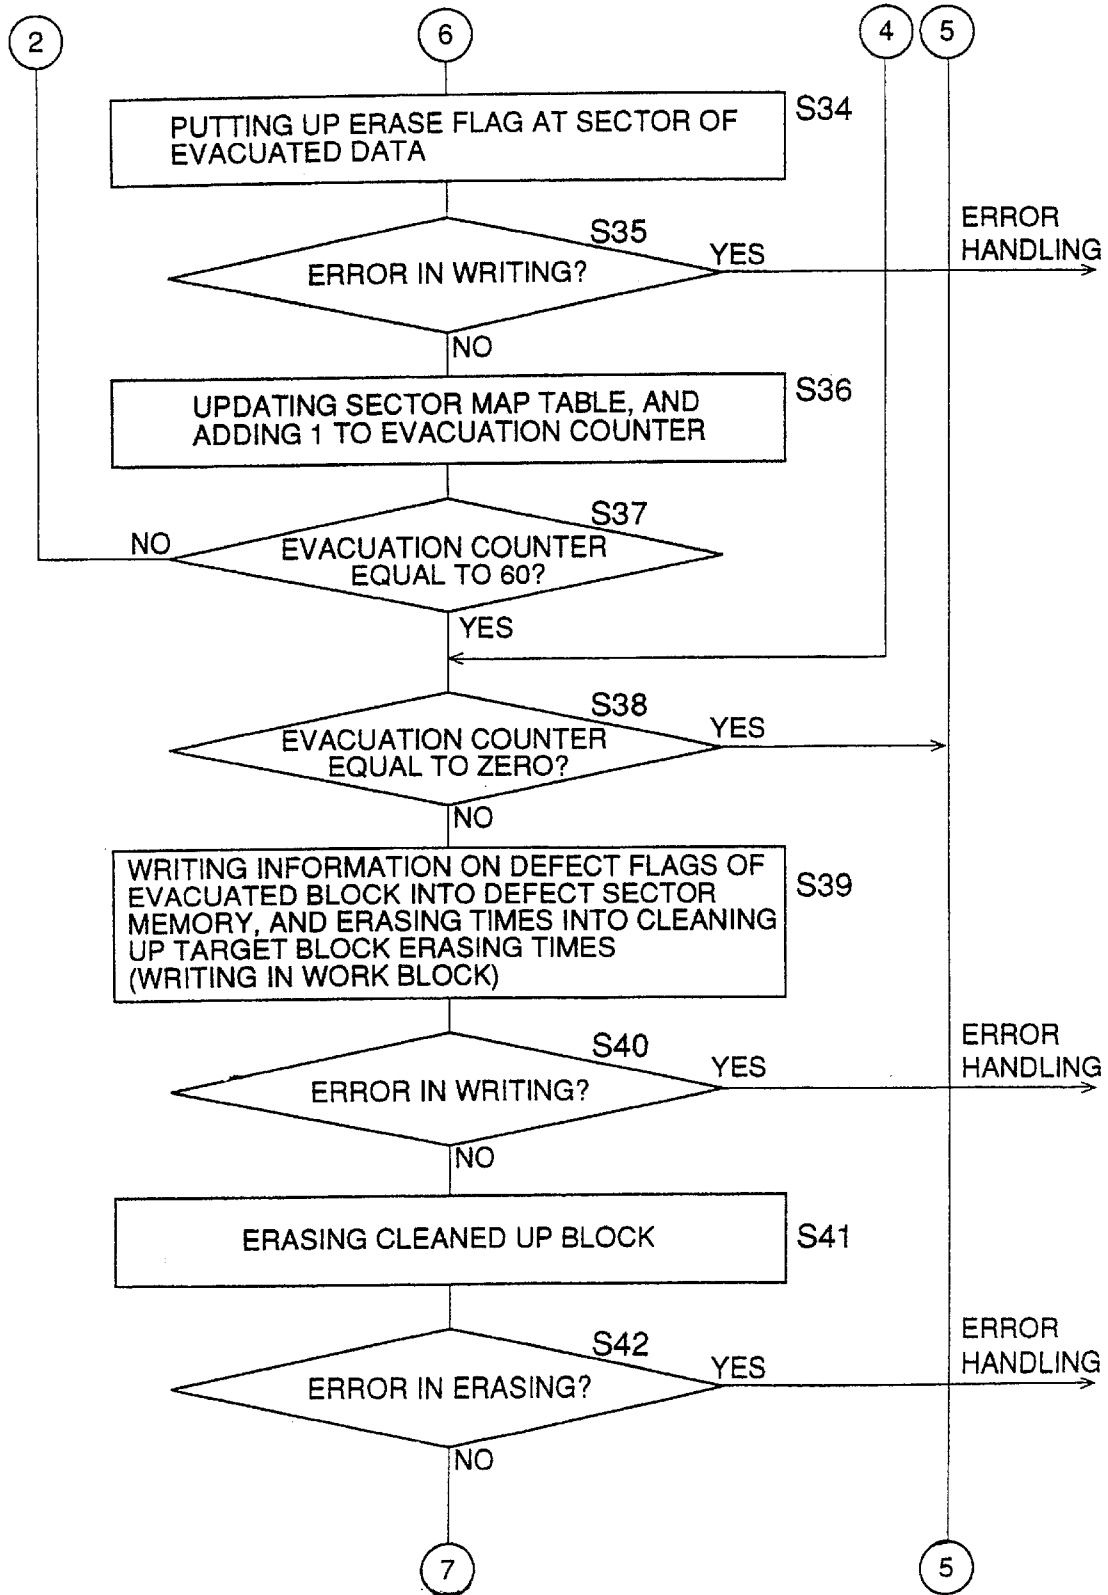 2
6
4
5
S34
PUTTING UP ERASE FLAG AT SECTOR OF
EVACUATED DATA
S35
ERROR IN WRITING?
YES
ERROR
HANDLING
NO
S36
UPDATING SECTOR MAP TABLE, AND
ADDING 1 TO EVACUATION COUNTER
S37
NO
EVACUATION COUNTER
EQUAL TO 60?
YES
S38
EVACUATION COUNTER
EQUAL TO ZERO?
YES
NO
WRITING INFORMATION ON DEFECT FLAGS OF
EVACUATED BLOCK INTO DEFECT SECTOR
MEMORY, AND ERASING TIMES INTO CLEANING
UP TARGET BLOCK ERASING TIMES
(WRITING IN WORK BLOCK)
S39
S40
ERROR IN WRITING?
YES
ERROR
HANDLING
NO
ERASING CLEANED UP BLOCK
S41
S42
ERROR IN ERASING?
YES
ERROR
HANDLING
NO
7
5